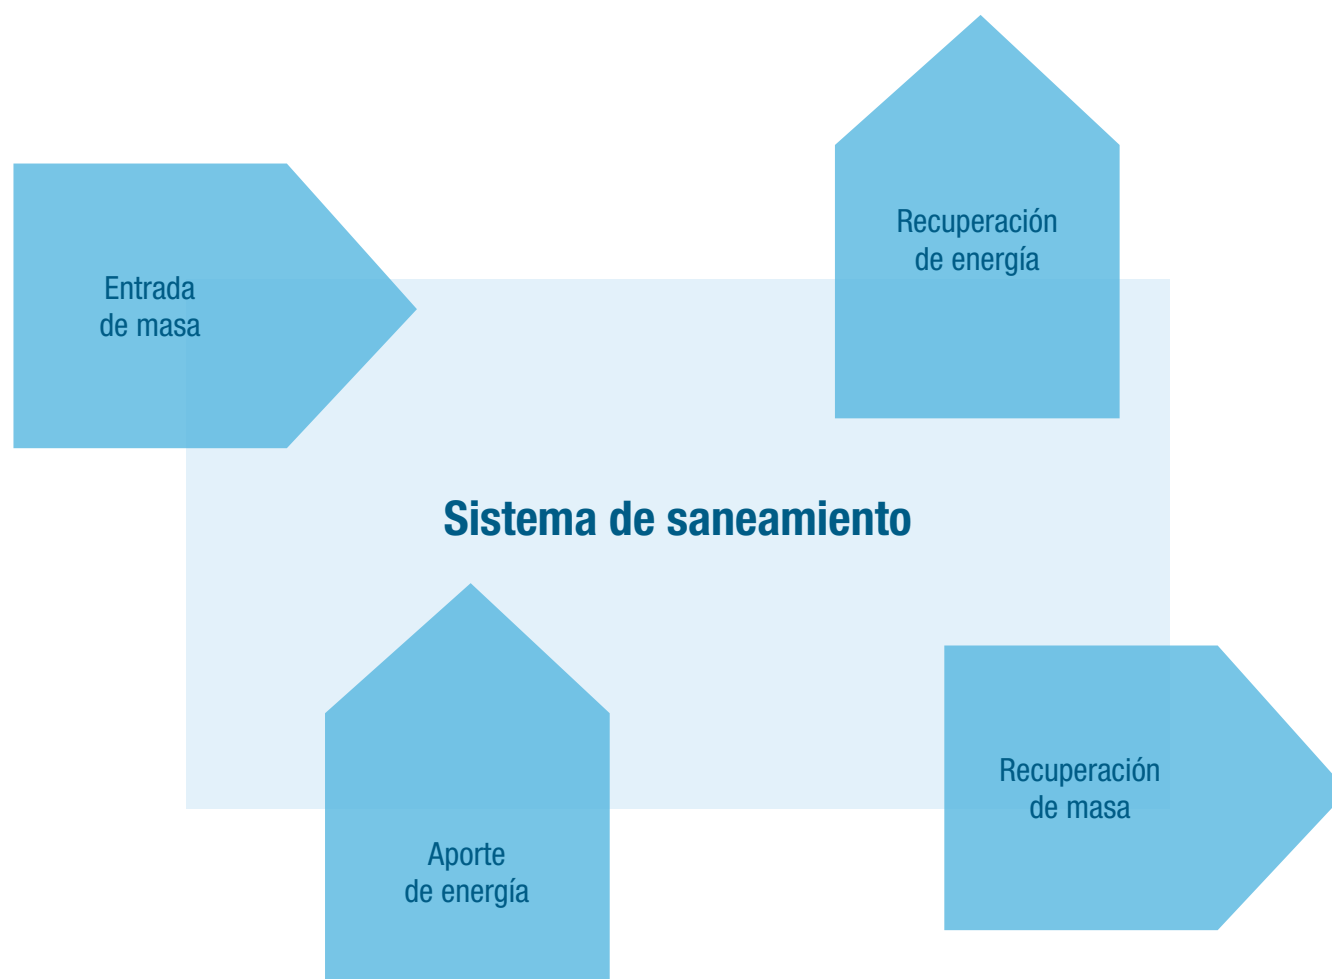 Recuperación
de energía
Entrada
de masa
Sistema de saneamiento
Recuperación
de masa
Aporte
de energía